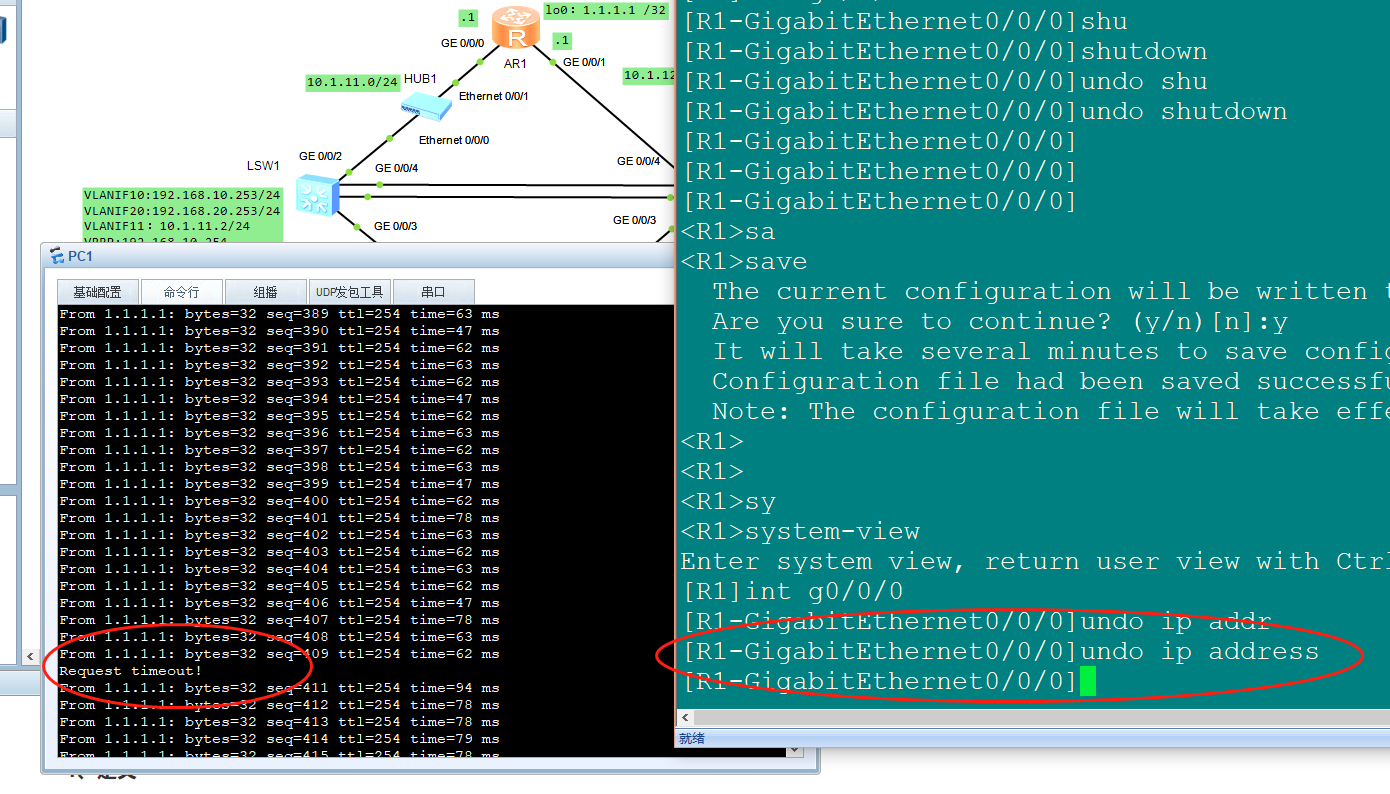 lo0: 1.1.1.1 /32
.1
GE 0/0/0
.1
AR1
GE 0/0/1
10.1.12
10.1.11.0/24
HUB1
Ethernet 0/0/1
Ethernet 0/0/0
LSW1
GE 0/0/2
GE 0/0/4
GE 0/0/4
VLANIF10:192.168.10.253/24
VLANIF20:192.168.20.253/24
VLANIF11: 10.1.11.2/24
GE 0/0/3
GE 0/0/3
PC1
基础配置
命令行
组播
UDP发包工具
串口
From 1.1.1.1: bytes=32 seq=389 ttl=254 time=63 ms
From 1.1.1.1: bytes=32 seq=390 ttl=254 time=47 ms
From 1.1.1.1: bytes=32 seq=391 ttl=254 time=62 ms
From 1.1.1.1: bytes=32 seq=392 ttl=254 time=63 ms
From 1.1.1.1: bytes=32 seq=393 ttl=254 time=62 ms
From 1.1.1.1: bytes=32 seq=394 ttl=254 time=47 ms
From 1.1.1.1: bytes=32 seq=395 ttl=254 time=62 ms
From 1.1.1.1: bytes=32 seq=396 ttl=254 time=63 ms
From 1.1.1.1: bytes=32 seq=397 ttl=254 time=62 ms
From 1.1.1.1: bytes=32 seq=398 ttl=254 time=63 ms
From 1.1.1.1: bytes=32 seq=399 ttl=254 time=47 ms
From 1.1.1.1: bytes=32 seq=400 ttl=254 time=62 ms
From 1.1.1.1: bytes=32 seq=401 ttl=254 time=78 ms
From 1.1.1.1: bytes=32 seq=402 ttl=254 time=63 ms
From 1.1.1.1: bytes=32 seq=403 ttl=254 time=62 ms
From 1.1.1.1: bytes=32 seq=404 ttl=254 time=63 ms
From 1.1.1.1: bytes=32 seq=405 ttl=254 time=62 ms
From 1.1.1.1: bytes=32 seq=406 ttl=254 time=47 ms
From 1.1.1.1: bytes=32 seq=407 ttl=254 time=78 ms
From 1.1.1.1: bytes=32 seq=408 ttl=254 time=63 ms
From 1.1.1.1: bytes=32 seq=409 ttl=254 time=62 ms
Request timeout!
From 1.1.1.1: bytes=32 seq=411 ttl=254 time=94 ms
From 1.1.1.1: bytes=32 seq=412 ttl=254 time=78 ms
From 1.1.1.1: bytes=32 seq=413 ttl=254 time=78 ms
From 1.1.1.1: bytes=32 seq=414 ttl=254 time=79 ms
From 1.1.1.1: bytes=32 seq=415 ttl=254 time=78 ms
[R1-GigabitEthernet0/0/0]shu
[R1-GigabitEthernet0/0/0]shutdown
[R1-GigabitEthernet0/0/0]undo shu
[R1-GigabitEthernet0/0/0]undo shutdown
[R1-GigabitEthernet0/0/0]
[R1-GigabitEthernet0/0/0]
[R1-GigabitEthernet0/0/0]
<R1>sa
<R1>save
The current configuration will be written t
Are you sure to continue? (y/n)[n]:y
It will take several minutes to save config
Configuration file had been saved successfu
Note: The configuration file will take effe
<R1>
<R1>
<R1>sy
<R1>system-view
Enter system view, return user view with Ctrl
[R1]int g0/0/0
[R1-GigabitEthernet0/0/0]undo ip addr
[R1-GigabitEthernet0/0/0]undo ip address
[R1-GigabitEthernet0/0/0]
就绪